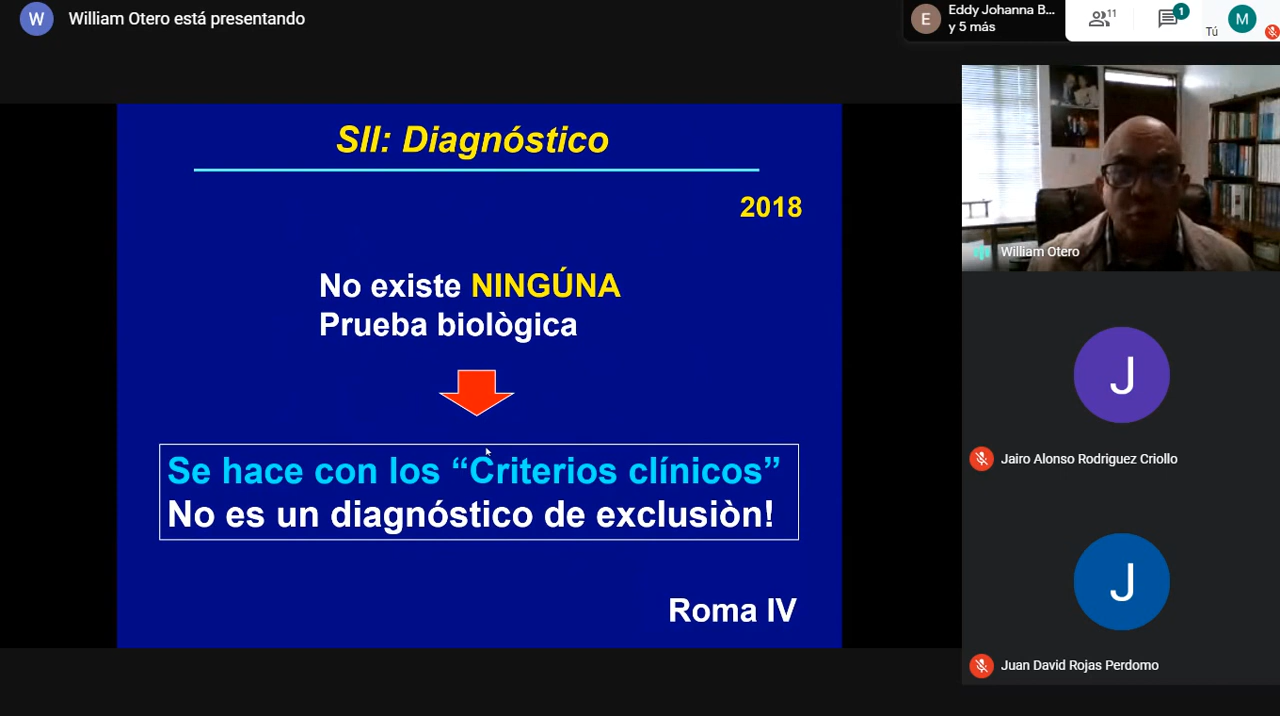 W
William Otero está presentando
E
Eddy Johanna B...
y 5 más
11
1
Tú
M
SII: Diagnóstico
2018
No existe NINGÚNA
Prueba biològica
Se hace con los “Criterios clínicos”
No es un diagnóstico de exclusiòn!
Roma IV
William Otero
J
Jairo Alonso Rodriguez Criollo
J
Juan David Rojas Perdomo